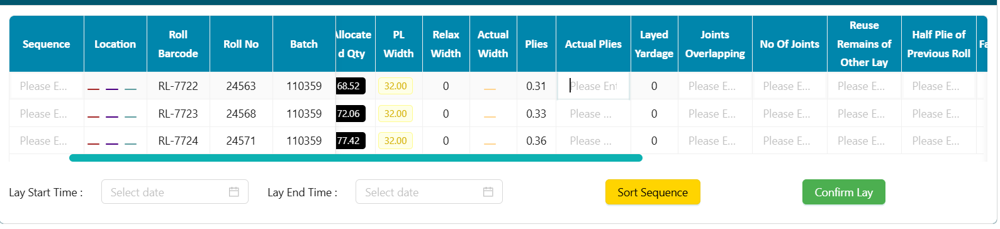 Sequence Location Roll Barcode Roll No Batch Allocated Qty PL Width Relax Width Actual Width Plies Actual Plies Layed Yardage Joints Overlapping No Of Joints Reuse Remains of Other Lay Half Plie of Previous Roll Fa
Please E... RL-7722 24563 110359 68.52 32.00 0 0.31 Please Ent 0 Please E... Please E... Please E... Please E...
Please E... RL-7723 24568 110359 72.06 32.00 0 0.33 Please ... 0 Please E... Please E... Please E... Please E...
Please E... RL-7724 24571 110359 77.42 32.00 0 0.36 Please ... 0 Please E... Please E... Please E... Please E...
Lay Start Time : Select date Lay End Time : Select date Sort Sequence Confirm Lay